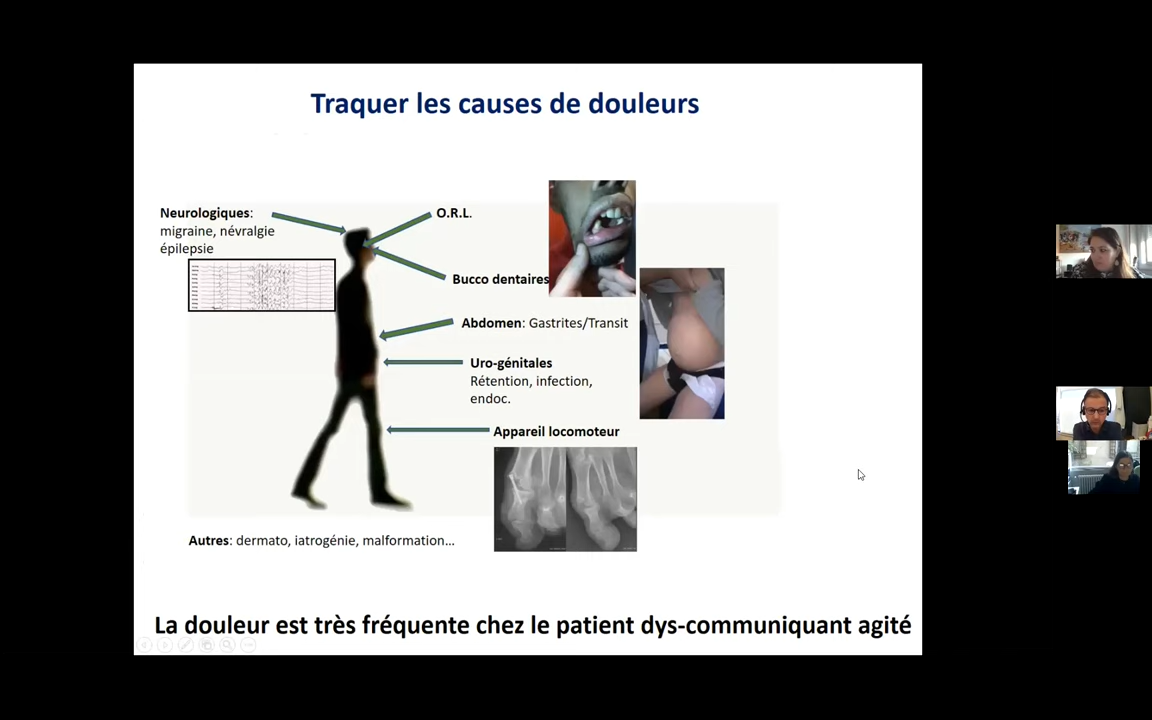 Traquer les causes de douleurs
Neurologiques:
migraine, névralgie
épilepsie
O.R.L.
Bucco dentaires
Abdomen: Gastrites/Transit
Uro-génitales
Rétention, infection,
endoc.
Appareil locomoteur
Autres: dermato, iatrogénie, malformation…
La douleur est très fréquente chez le patient dys-communiquant agité